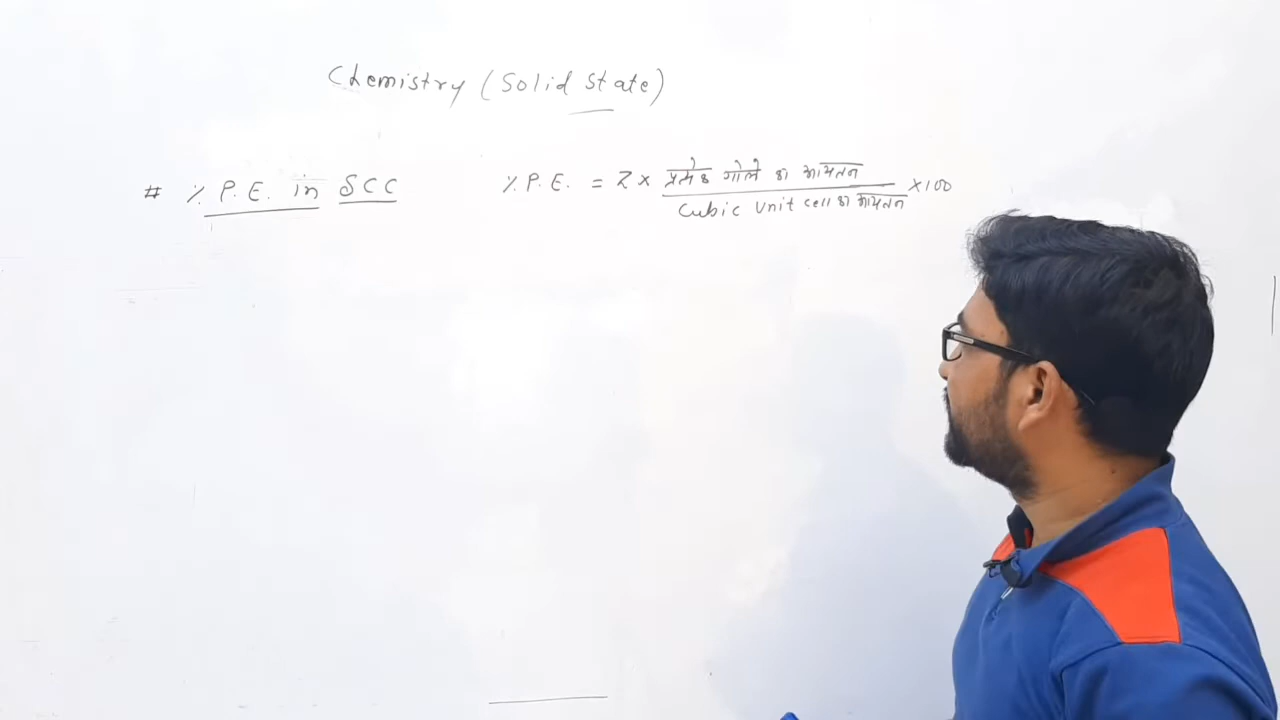 Chemistry (Solid State)
# % P.E. in SCC
% P.E. = Z × प्रत्येक गोले का आयतन / Cubic Unit cell का आयतन × 100